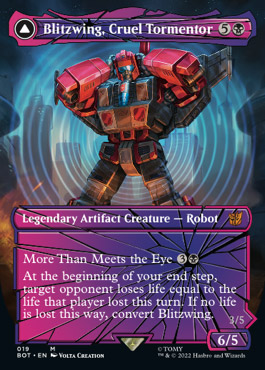 Blitzwing, Cruel Tormentor 5
Legendary Artifact Creature — Robot
More Than Meets the Eye 3
At the beginning of your end step,
target opponent loses life equal to the
life that player lost this turn. If no life
is lost this way, convert Blitzwing.
3/5
6/5
019 M
BOT • EN Volta Creation
© TOMY
™ & © 2022 Hasbro and Wizards